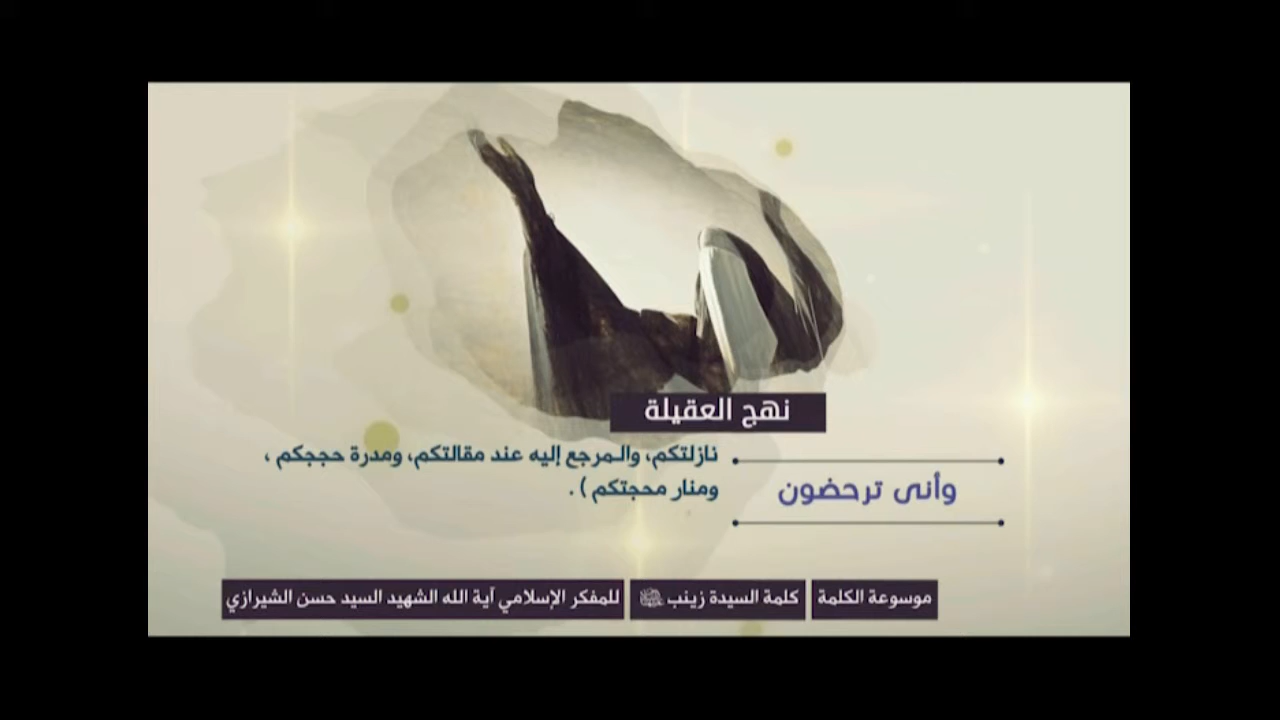 نهج العقيلة
وأنى ترحضون
نازلتكم، والـمرجع إليه عند مقالتكم، ومدرة حججكم ،
ومنار محجتكم ) .
موسوعة الكلمة
كلمة السيدة زينب
للمفكر الإسلامي آية الله الشهيد السيد حسن الشيرازي